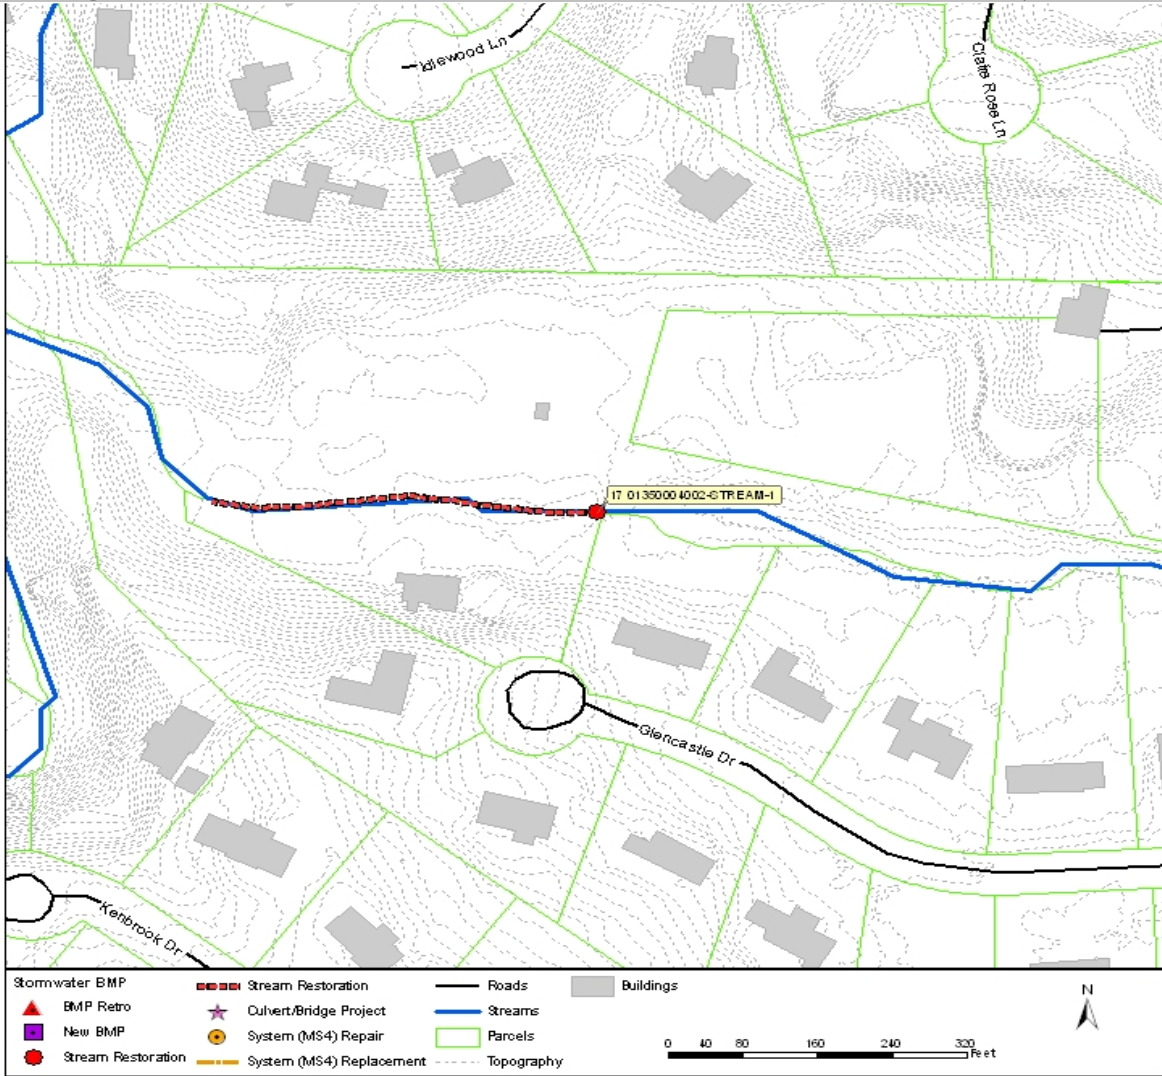 Idlewood Ln
Claire Rose Ln
17 01350004002-STREAM-1
Glencastle Dr
Kenbrook Dr
Stormwater BMP
BMP Retro
New BMP
Stream Restoration
Stream Restoration
Culvert/Bridge Project
System (MS4) Repair
System (MS4) Replacement
Roads
Streams
Parcels
Topography
Buildings
N
0 40 80 160 240 320
Feet